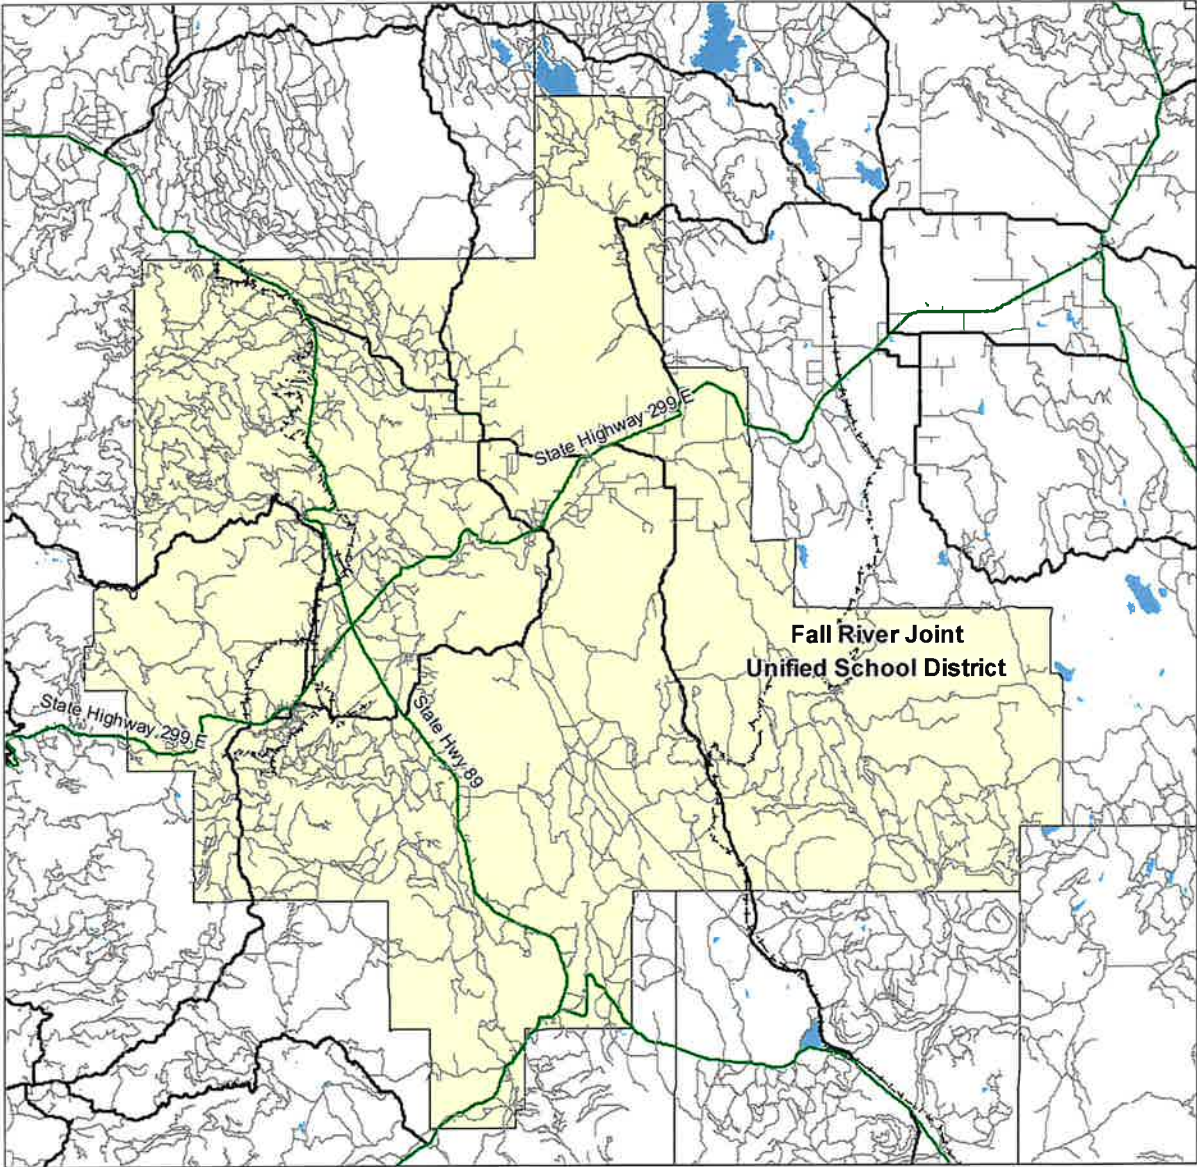 State Highway 299 E
Fall River Joint
Unified School District
State Highway 299 E
State Hwy 89